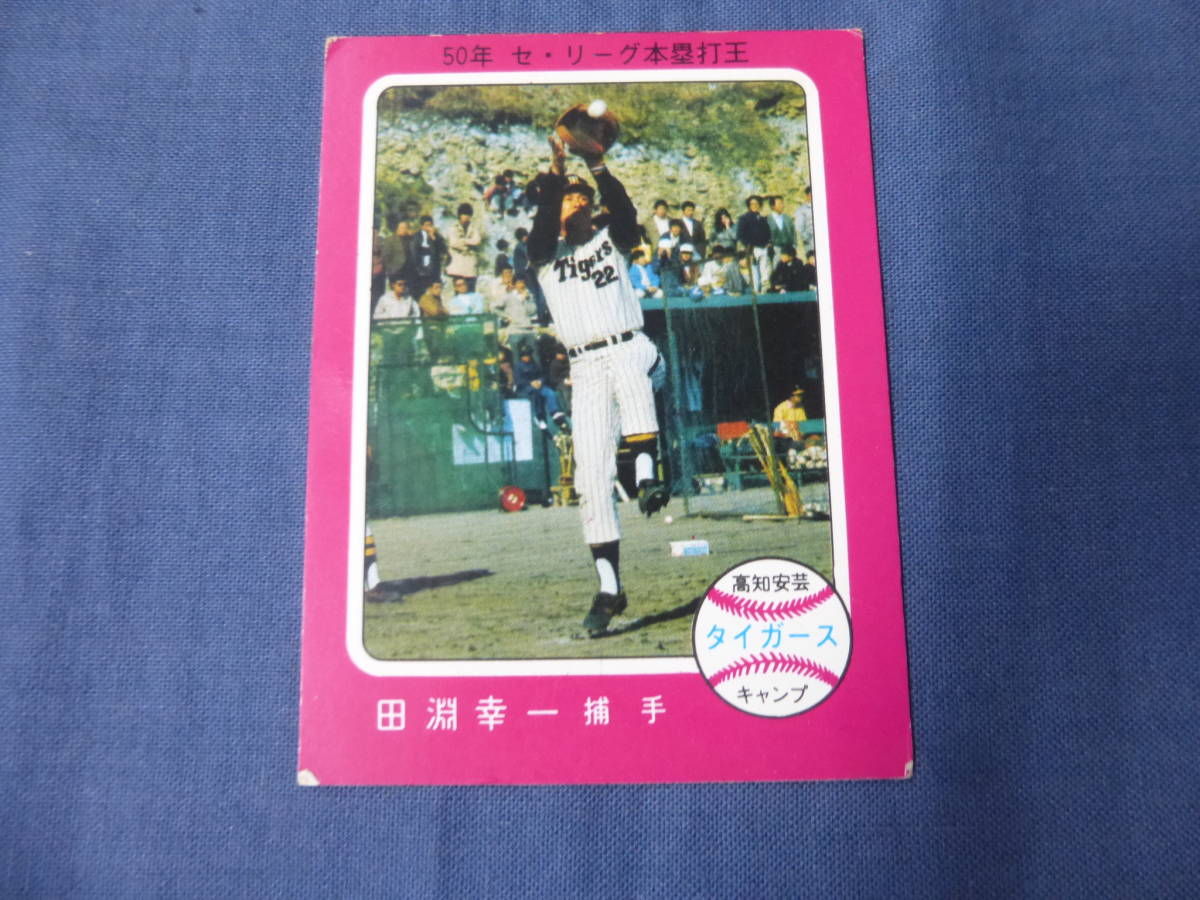 50年 セ・リーグ本塁打王
Tigers
22
高知安芸
タイガース
キャンプ
田淵幸一 捕手